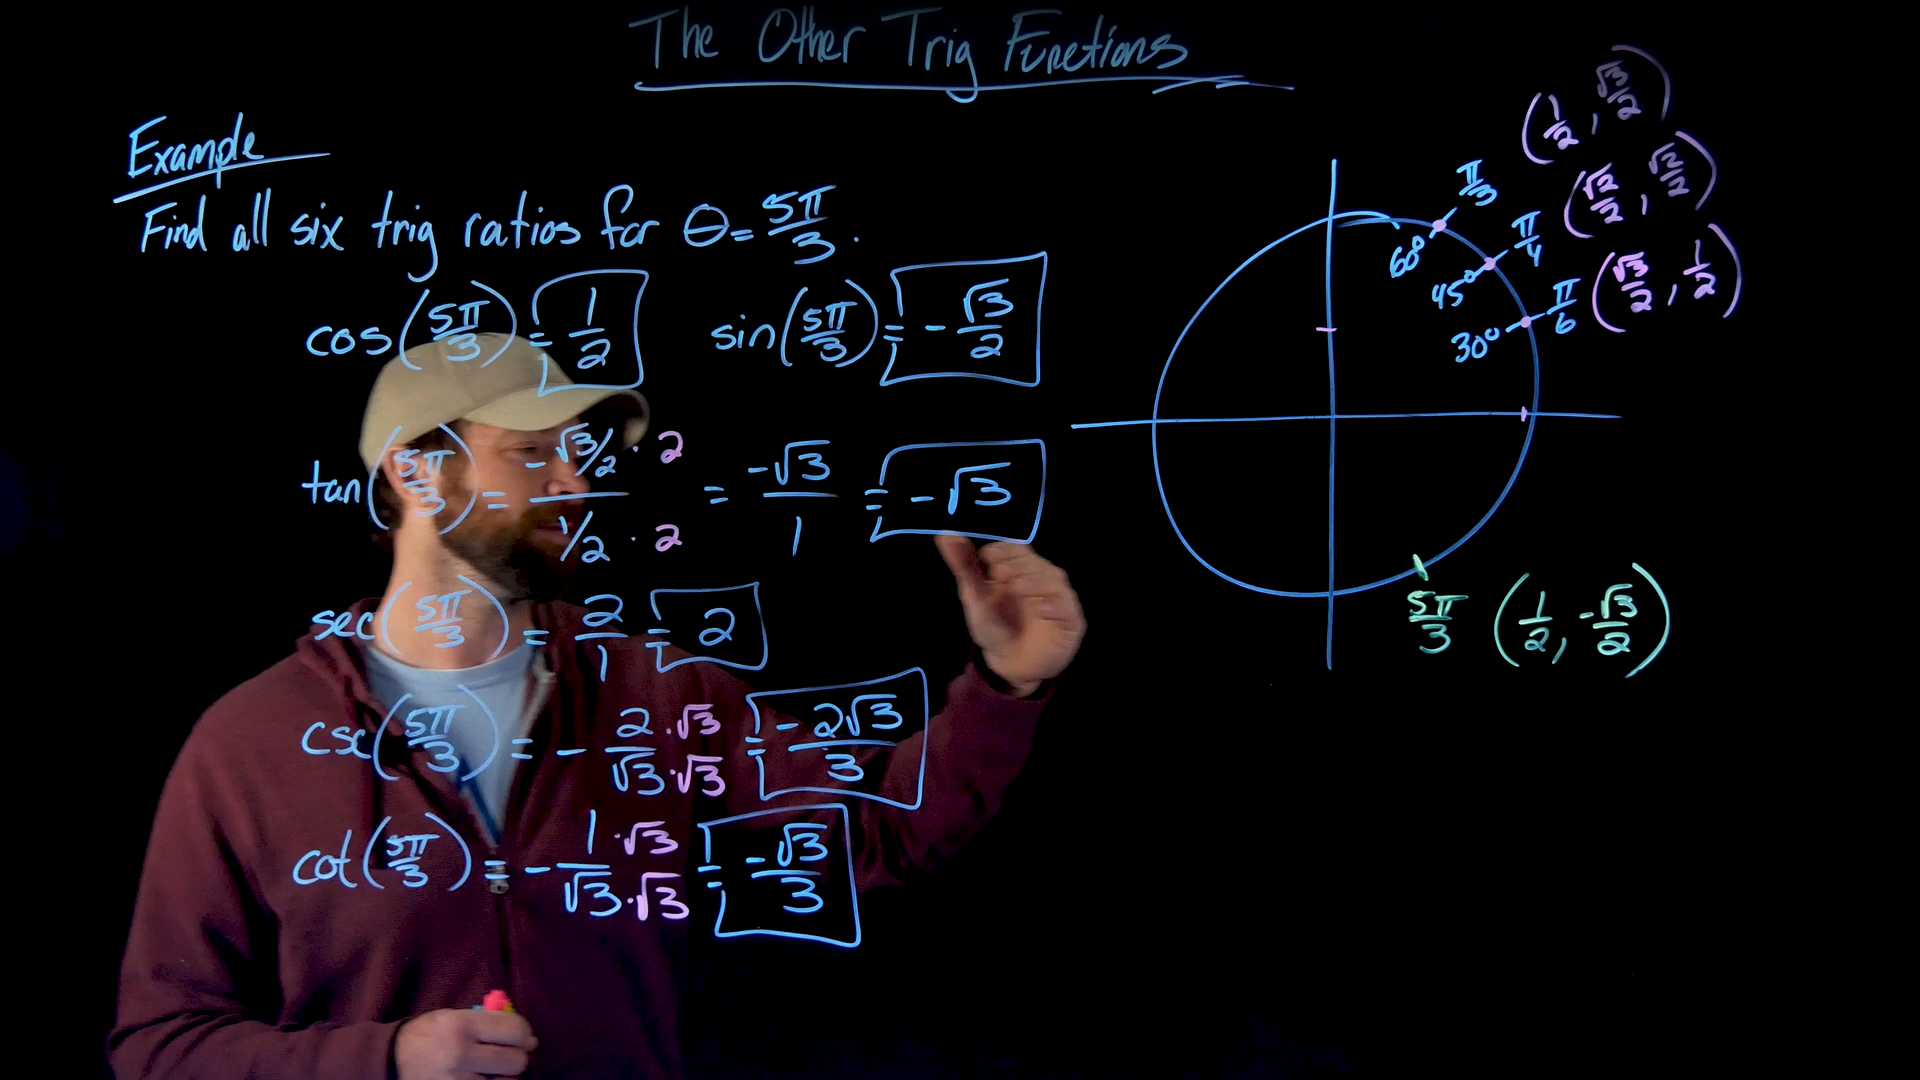 The Other Trig Functions
Example
Find all six trig ratios for θ = 5π/3.
cos(5π/3) = 1/2
sin(5π/3) = -√3/2
tan(5π/3) = (-√3/2 · 2)/(1/2 · 2) = -√3/1 = -√3
sec(5π/3) = 2/1 = 2
csc(5π/3) = - (2 · √3)/(√3 · √3) = -2√3/3
cot(5π/3) = - (1 · √3)/(√3 · √3) = -√3/3
60° π/3 (1/2, √3/2)
45° π/4 (√2/2, √2/2)
30° π/6 (√3/2, 1/2)
5π/3 (1/2, -√3/2)